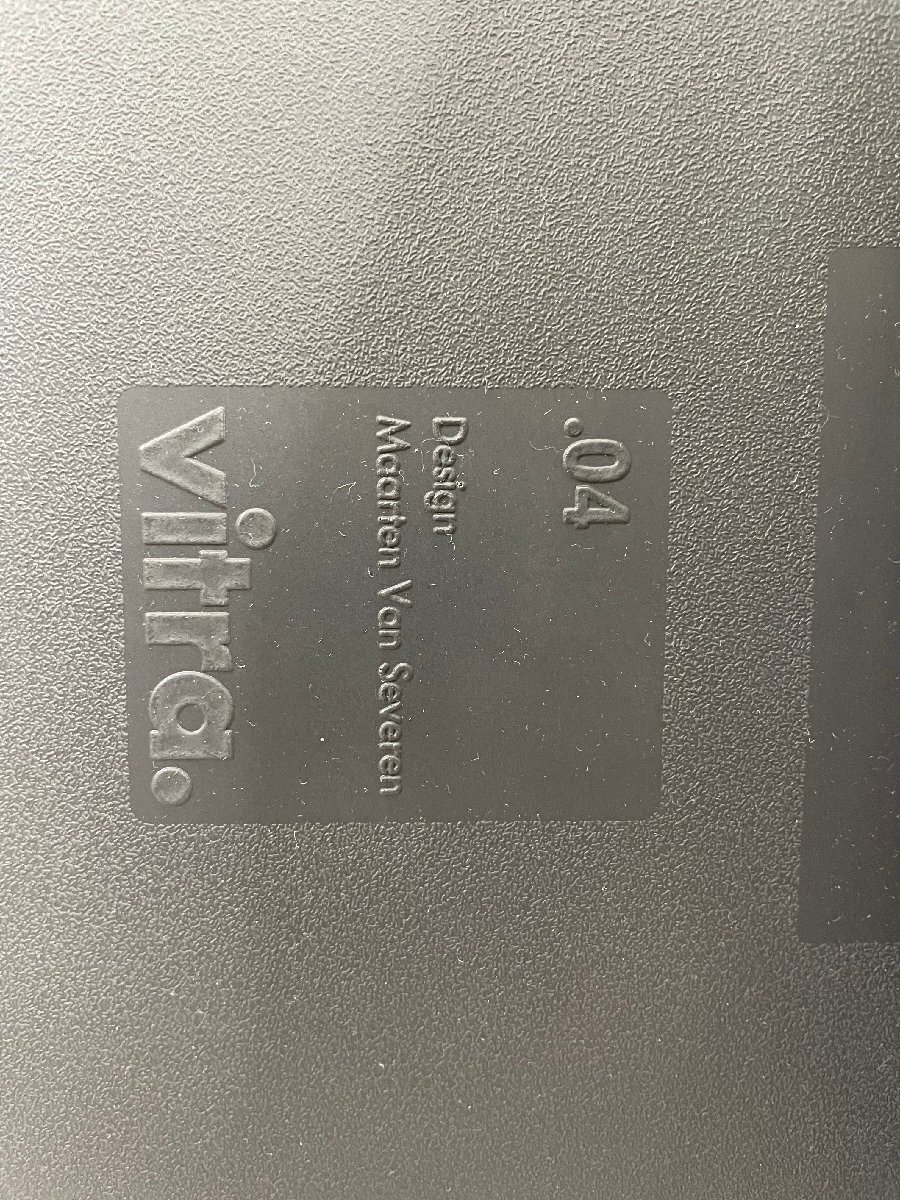 .04
Design
Maarten Van Severen
vitra.